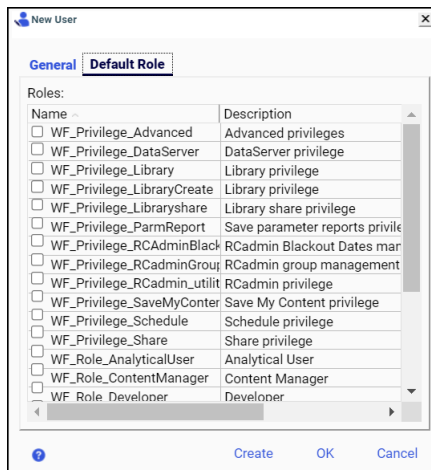 New User
General Default Role
Roles:
Name Description
WF_Privilege_Advanced Advanced privileges
WF_Privilege_DataServer DataServer privilege
WF_Privilege_Library Library privilege
WF_Privilege_LibraryCreate Library privilege
WF_Privilege_Libraryshare Library share privilege
WF_Privilege_ParmReport Save parameter reports privile
WF_Privilege_RCAdminBlack RCadmin Blackout Dates mar
WF_Privilege_RCadminGroup RCadmin group management
WF_Privilege_RCadmin_utilit RCadmin privilege
WF_Privilege_SaveMyConter Save My Content privilege
WF_Privilege_Schedule Schedule privilege
WF_Privilege_Share Share privilege
WF_Role_AnalyticalUser Analytical User
WF_Role_ContentManager Content Manager
WF_Role_Developer Developer
? Create OK Cancel